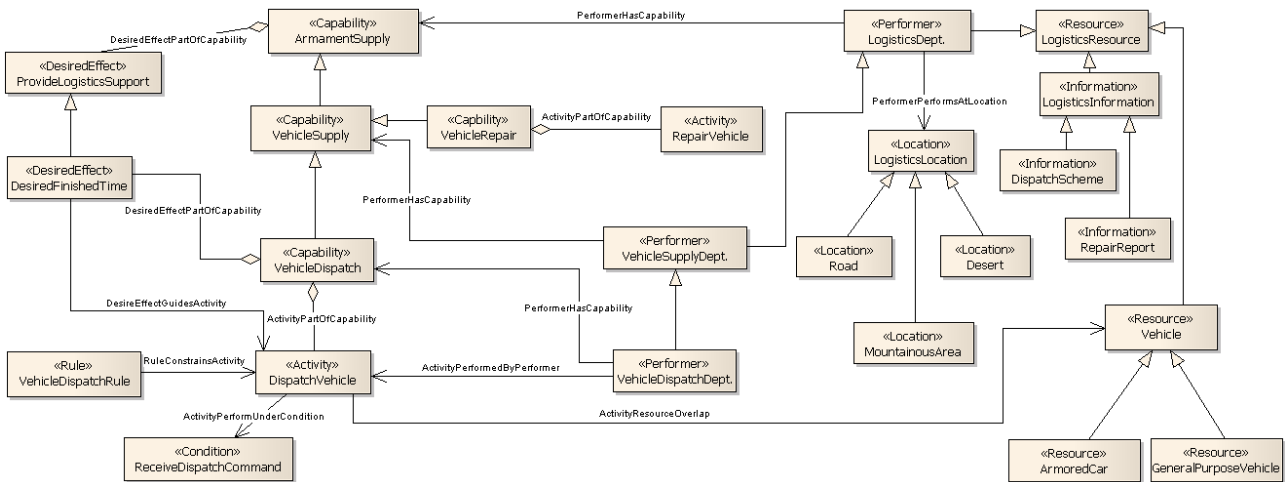 «Capability»
ArmamentSupply
PerformerHasCapability
«Performer»
LogisticsDept.
«Resource»
LogisticsResource
DesiredEffectPartOfCapability
«DesiredEffect»
ProvideLogisticsSupport
«Information»
LogisticsInformation
PerformerPerformsAtLocation
«Capability»
VehicleSupply
«Capbility»
VehicleRepair
ActivityPartOfCapability
«Activity»
RepairVehicle
«Location»
LogisticsLocation
«Information»
DispatchScheme
«DesiredEffect»
DesiredFinishedTime
PerformerHasCapability
DesiredEffectPartOfCapability
«Information»
RepairReport
«Capability»
VehicleDispatch
«Performer»
VehicleSupplyDept.
«Location»
Road
«Location»
Desert
DesireEffectGuidesActivity
ActivityPartOfCapability
PerformerHasCapability
«Resource»
Vehicle
«Location»
MountainousArea
«Rule»
VehicleDispatchRule
RuleConstrainsActivity
«Activity»
DispatchVehicle
ActivityPerformedByPerformer
«Performer»
VehicleDispatchDept.
ActivityPerformUnderCondition
ActivityResourceOverlap
«Condition»
ReceiveDispatchCommand
«Resource»
ArmoredCar
«Resource»
GeneralPurposeVehicle